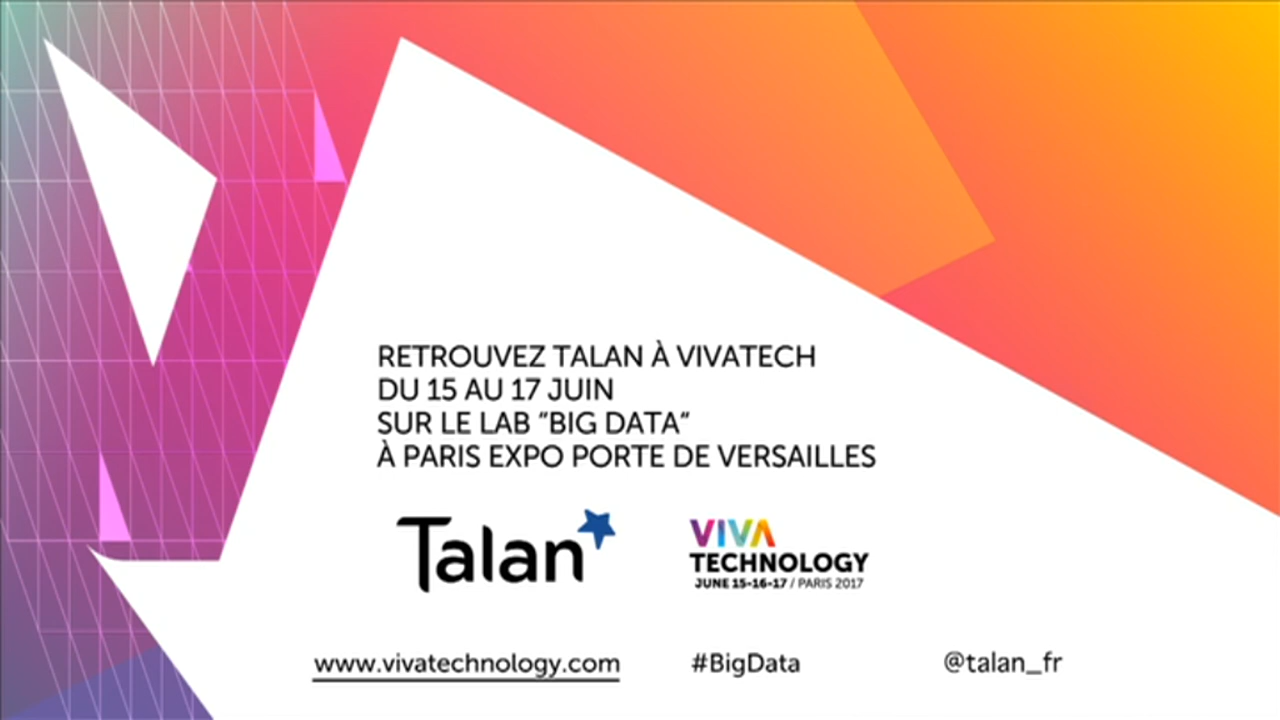 RETROUVEZ TALAN À VIVATECH
DU 15 AU 17 JUIN
SUR LE LAB "BIG DATA"
À PARIS EXPO PORTE DE VERSAILLES
Talan
VIVA
TECHNOLOGY
JUNE 15-16-17 / PARIS 2017
www.vivatechnology.com #BigData @talan_fr